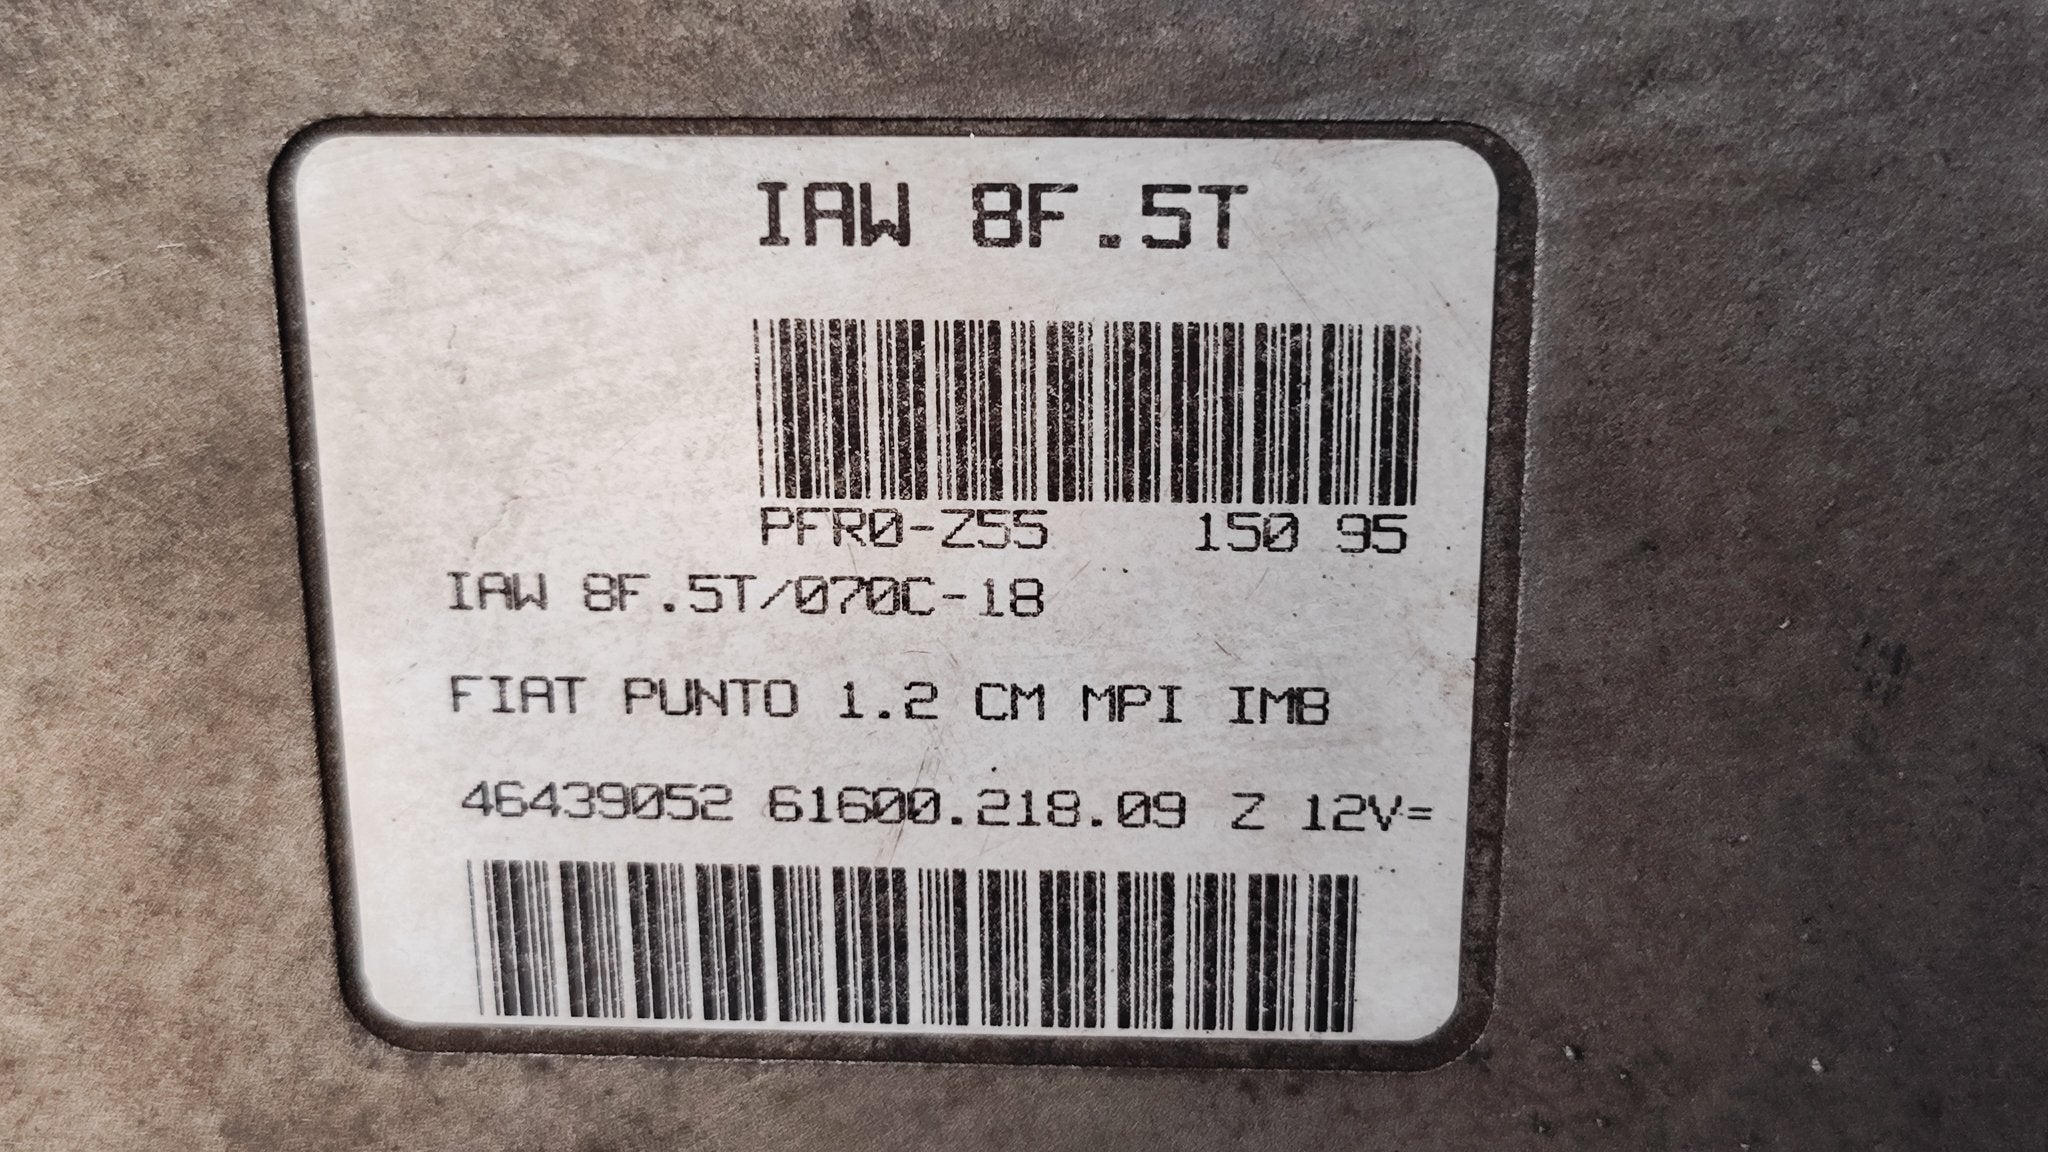 IAW 8F.5T
PFR0-Z55 150 95
IAW 8F.5T/070C-18
FIAT PUNTO 1.2 CM MPI IMB
46439052 61600.218.09 Z 12V=